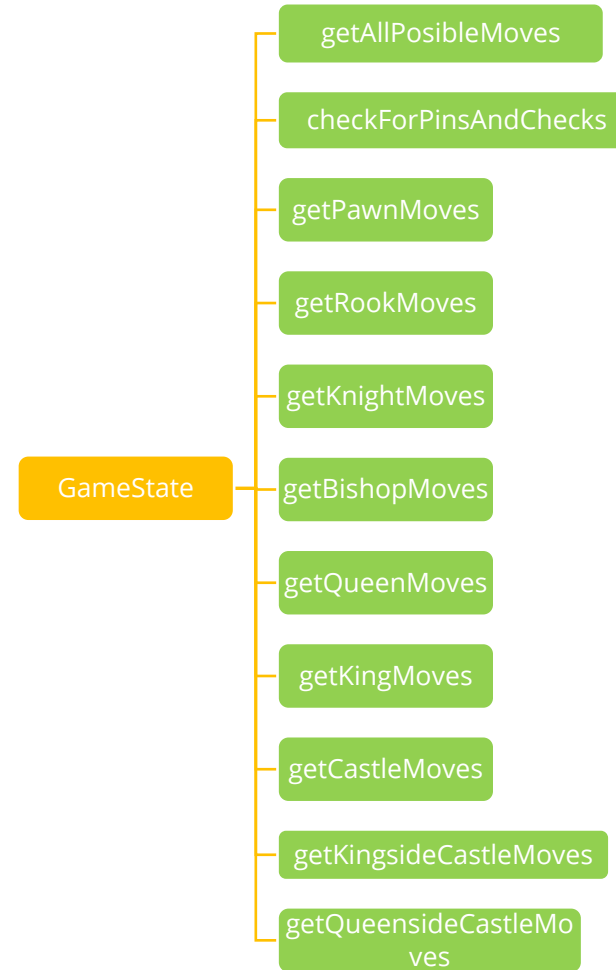 getAllPosibleMoves
checkForPinsAndChecks
getPawnMoves
getRookMoves
getKnightMoves
GameState
getBishopMoves
getQueenMoves
getKingMoves
getCastleMoves
getKingsideCastleMoves
getQueensideCastleMo
ves